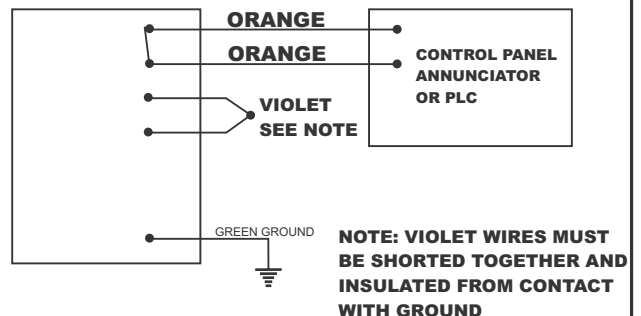 ORANGE
ORANGE
CONTROL PANEL
ANNUNCIATOR
OR PLC
VIOLET
SEE NOTE
GREEN GROUND
NOTE: VIOLET WIRES MUST
BE SHORTED TOGETHER AND
INSULATED FROM CONTACT
WITH GROUND